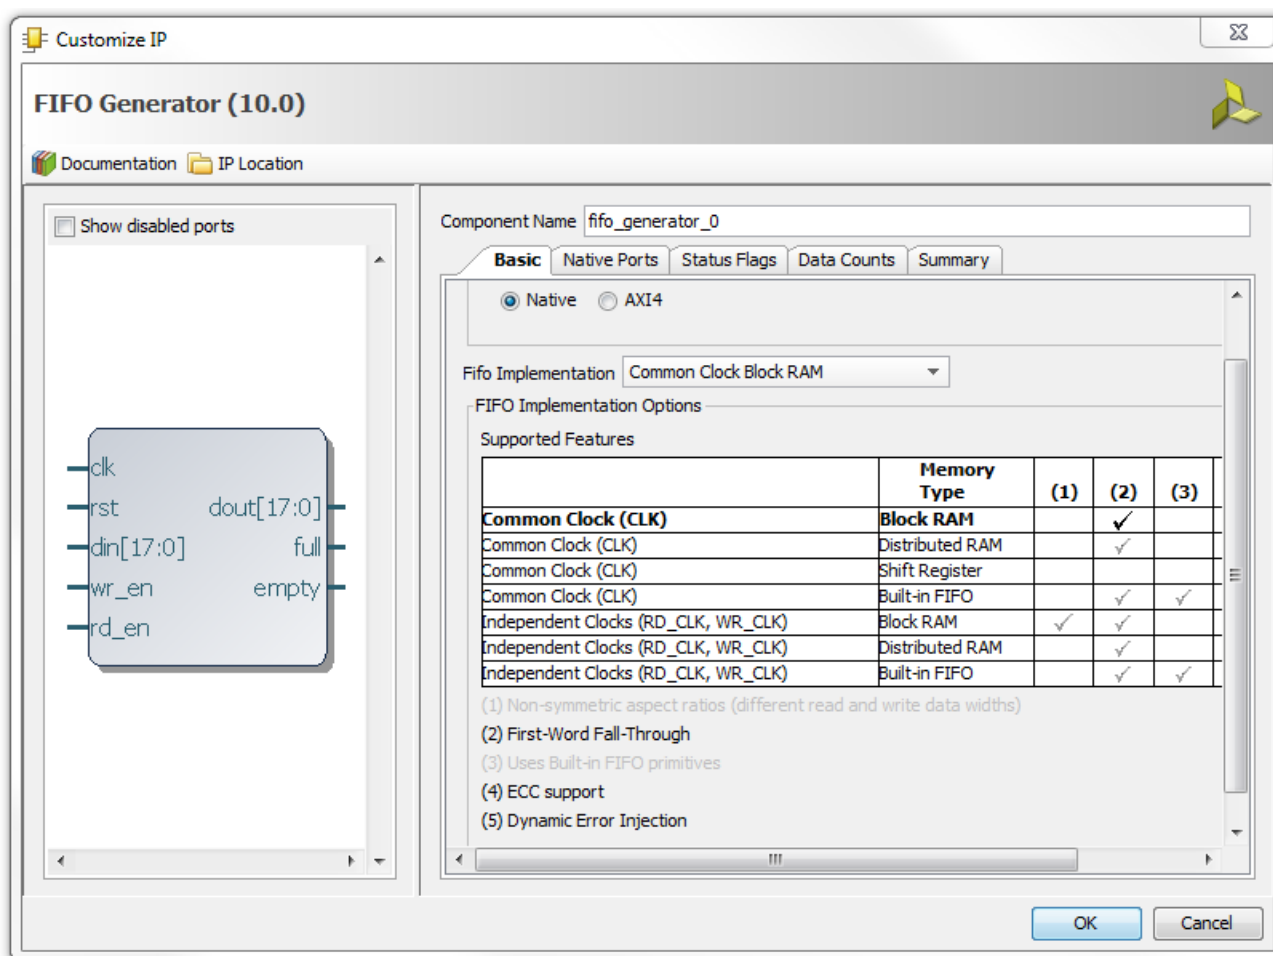 Customize IP
FIFO Generator (10.0)
Documentation IP Location
Show disabled ports
clk
rst dout[17:0]
din[17:0] full
wr_en empty
rd_en
Component Name fifo_generator_0
Basic Native Ports Status Flags Data Counts Summary
Native AXI4
Fifo Implementation Common Clock Block RAM
FIFO Implementation Options
Supported Features
Memory Type (1) (2) (3)
Common Clock (CLK) Block RAM ✓
Common Clock (CLK) Distributed RAM ✓
Common Clock (CLK) Shift Register
Common Clock (CLK) Built-in FIFO ✓ ✓
Independent Clocks (RD_CLK, WR_CLK) Block RAM ✓ ✓
Independent Clocks (RD_CLK, WR_CLK) Distributed RAM ✓
Independent Clocks (RD_CLK, WR_CLK) Built-in FIFO ✓ ✓
(1) Non-symmetric aspect ratios (different read and write data widths)
(2) First-Word Fall-Through
(3) Uses Built-in FIFO primitives
(4) ECC support
(5) Dynamic Error Injection
OK Cancel